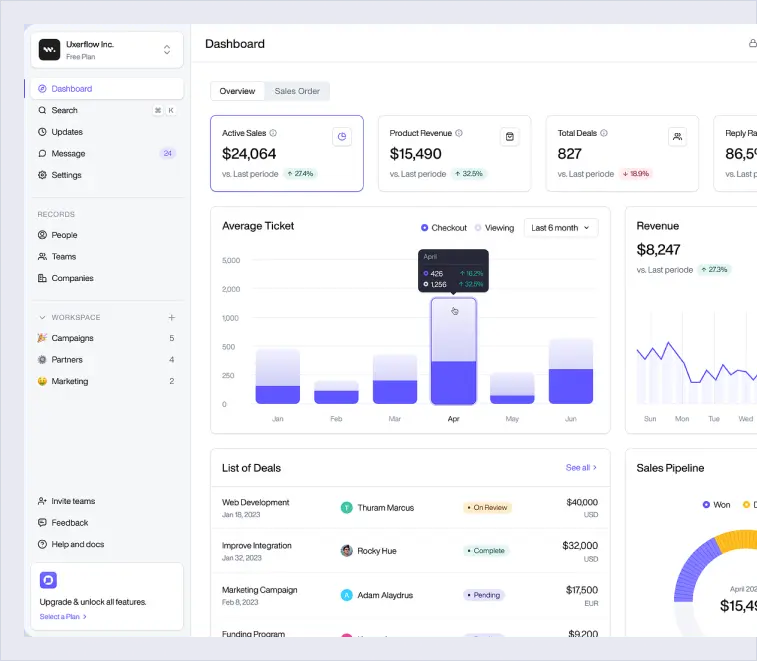 Uxerflow Inc.
Free Plan
Dashboard
Search
⌘ K
Updates
Message
24
Settings
RECORDS
People
Teams
Companies
WORKSPACE
Campaigns
5
Partners
4
Marketing
2
Invite teams
Feedback
Help and docs
Upgrade & unlock all features.
Select a Plan >
Dashboard
Overview
Sales Order
Active Sales
$24,064
vs. Last periode ↑ 27.4%
Product Revenue
$15,490
vs. Last periode ↑ 32.5%
Total Deals
827
vs. Last periode ↓ 18.9%
Reply Ra
86,5%
vs. Last p
Average Ticket
Checkout
Viewing
Last 6 month
April
426 ↑ 16.2%
1,256 ↑ 32.5%
5,000
2,000
1,000
500
250
0
Jan
Feb
Mar
Apr
May
Jun
Revenue
$8,247
vs. Last periode ↑ 27.3%
Sun
Mon
Tue
Wed
List of Deals
See all >
Web Development
Jan 18, 2023
T
Thuram Marcus
On Review
$40,000
USD
Improve Integration
Jan 32, 2023
Rocky Hue
Complete
$32,000
USD
Marketing Campaign
Feb 8, 2023
A
Adam Alaydrus
Pending
$17,500
EUR
Funding Program
$9,200
Sales Pipeline
Won
April 202
$15,49